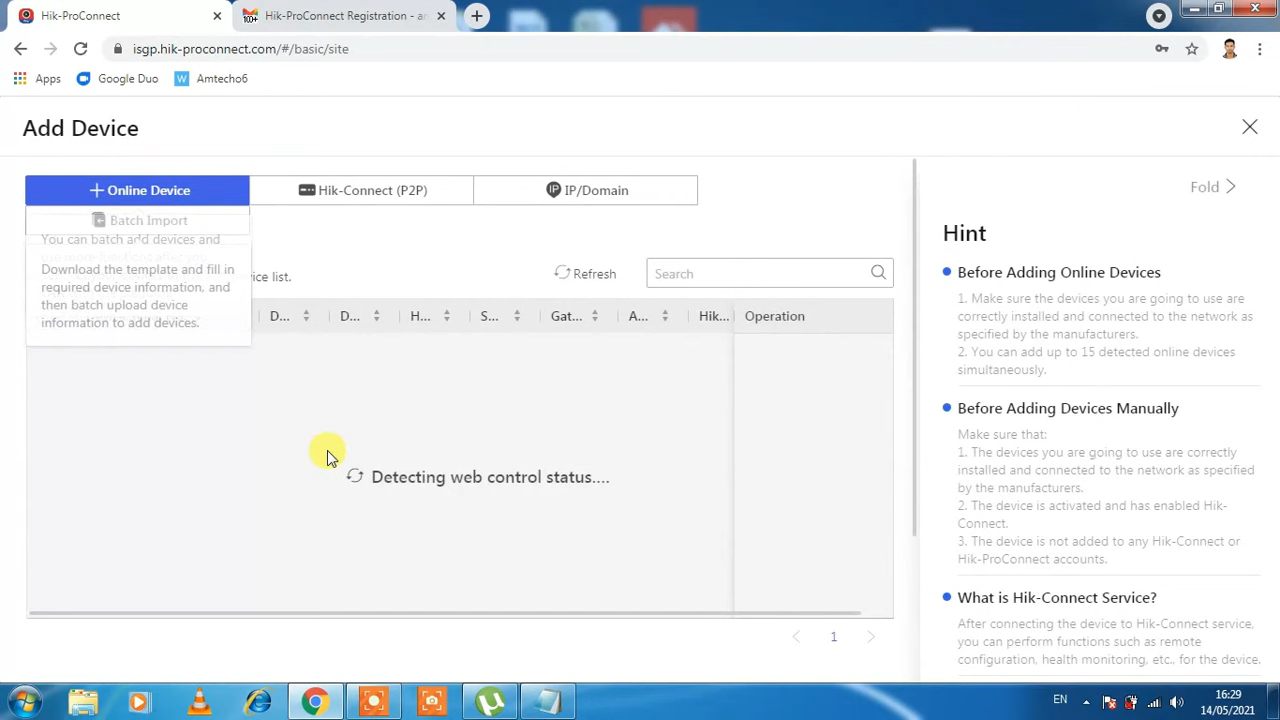 Hik-ProConnect
Hik-ProConnect Registration - an
100+
isgp.hik-proconnect.com/#/basic/site
Apps
Google Duo
W Amtecho6
Add Device
Online Device
Hik-Connect (P2P)
IP/Domain
Fold
Batch Import
You can batch add devices and
Download the template and fill in
required device information, and
then batch upload device
information to add devices.
vice list.
Refresh
Search
D...
D...
H...
S...
Gat...
A...
Hik...
Operation
Detecting web control status....
1
Hint
Before Adding Online Devices
1. Make sure the devices you are going to use are
correctly installed and connected to the network as
specified by the manufacturers.
2. You can add up to 15 detected online devices
simultaneously.
Before Adding Devices Manually
Make sure that:
1. The devices you are going to use are correctly
installed and connected to the network as specified
by the manufacturers.
2. The device is activated and has enabled Hik-
Connect.
3. The device is not added to any Hik-Connect or
Hik-ProConnect accounts.
What is Hik-Connect Service?
After connecting the device to Hik-Connect service,
you can perform functions such as remote
configuration, health monitoring, etc., for the device.
EN
16:29
14/05/2021